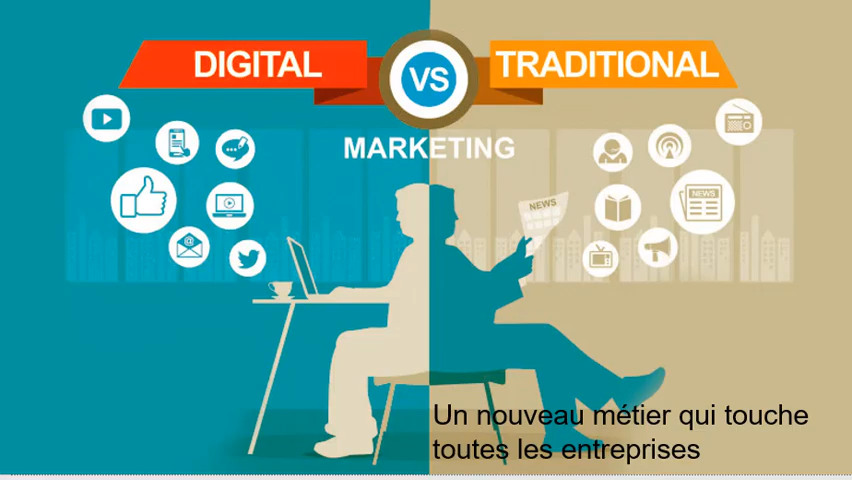 DIGITAL
VS
TRADITIONAL
MARKETING
NEWS
NEWS
@
Un nouveau métier qui touche
toutes les entreprises